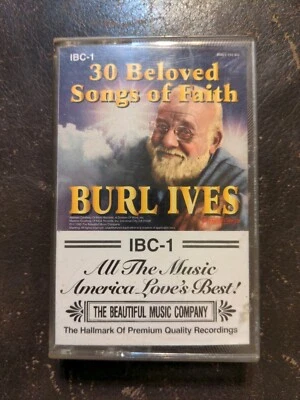 IBC-1
30 Beloved
Songs of Faith
BURL IVES
IBC-1
All The Music
America Love's Best!
THE BEAUTIFUL MUSIC COMPANY
The Hallmark Of Premium Quality Recordings